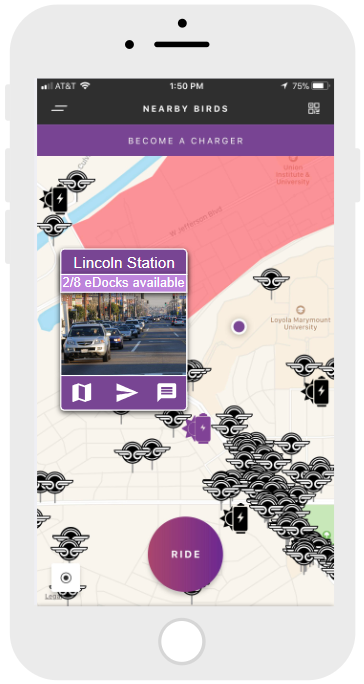 AT&T 1:50 PM 75%
NEARBY BIRDS
BECOME A CHARGER
Union
Institute &
University
W Jefferson Blvd
Lincoln Station
2/8 eDocks available
Loyola Marymount
University
RIDE
Legal